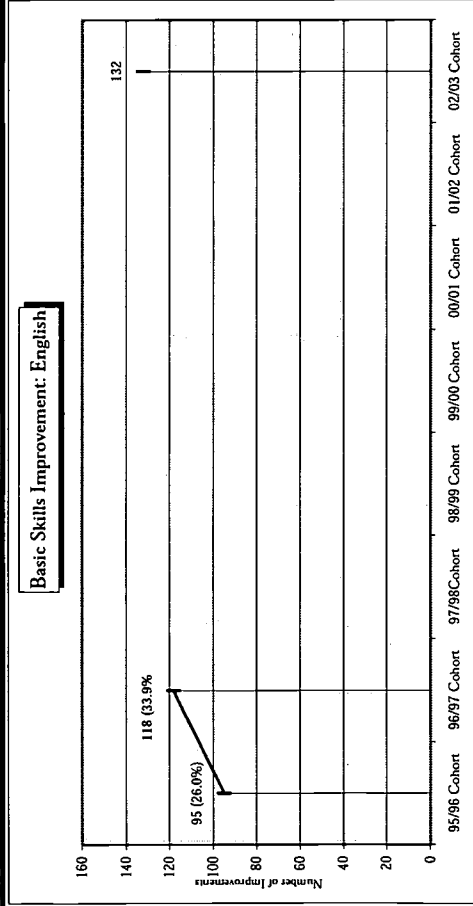 Basic Skills Improvement: English
Number of Improvements
160
140
120
100
80
60
40
20
0
95 (26.0%)
118 (33.9%
132
95/96 Cohort
96/97 Cohort
97/98Cohort
98/99 Cohort
99/00 Cohort
00/01 Cohort
01/02 Cohort
02/03 Cohort